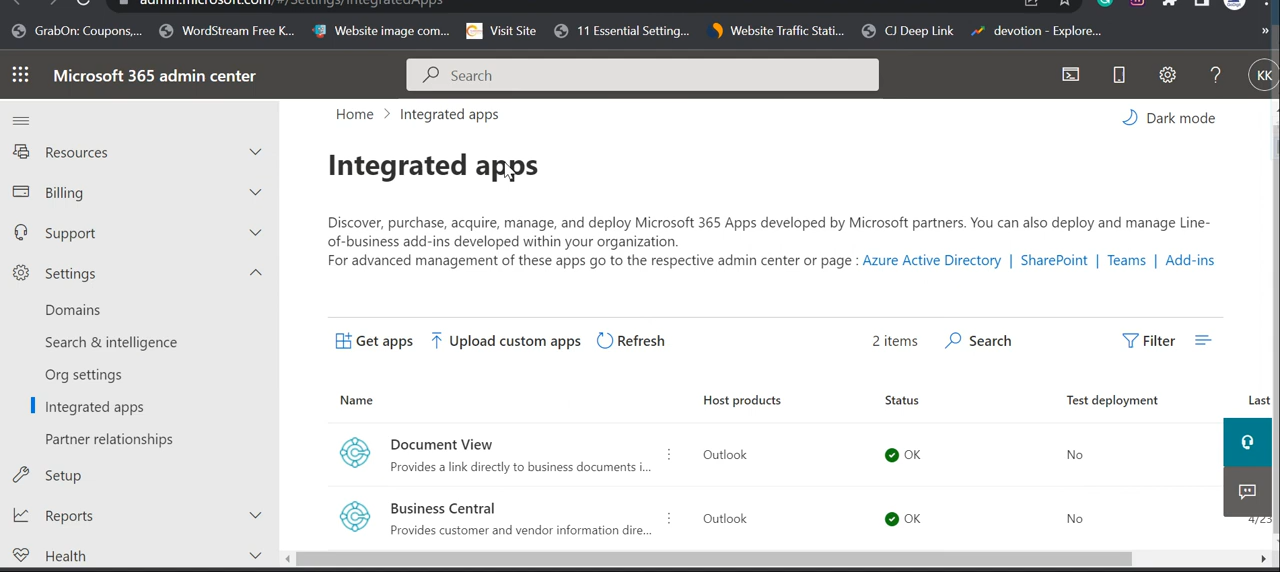 admin.microsoft.com/#/Settings/IntegratedApps
GrabOn: Coupons,... WordStream Free K... Website image com... Visit Site 11 Essential Setting... Website Traffic Stati... CJ Deep Link devotion - Explore... »
Microsoft 365 admin center Search ? KK
Home > Integrated apps Dark mode
Resources
Billing
Support
Settings
Domains
Search & intelligence
Org settings
Integrated apps
Partner relationships
Setup
Reports
Health
Integrated apps
Discover, purchase, acquire, manage, and deploy Microsoft 365 Apps developed by Microsoft partners. You can also deploy and manage Line-
of-business add-ins developed within your organization.
For advanced management of these apps go to the respective admin center or page : Azure Active Directory | SharePoint | Teams | Add-ins
Get apps Upload custom apps Refresh 2 items Search Filter
Name Host products Status Test deployment Last
Document View
Provides a link directly to business documents i... Outlook OK No
Business Central
Provides customer and vendor information dire... Outlook OK No 4/23